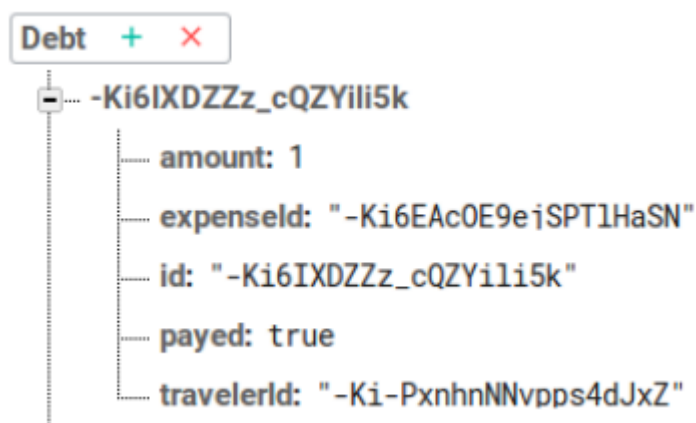 Debt + ×
-Ki6IXDZZz_cQZYili5k
amount: 1
expenseId: "-Ki6EAcOE9ejSPTlHaSN"
id: "-Ki6IXDZZz_cQZYili5k"
payed: true
travelerId: "-Ki-PxnhnNNvpps4dJxZ"